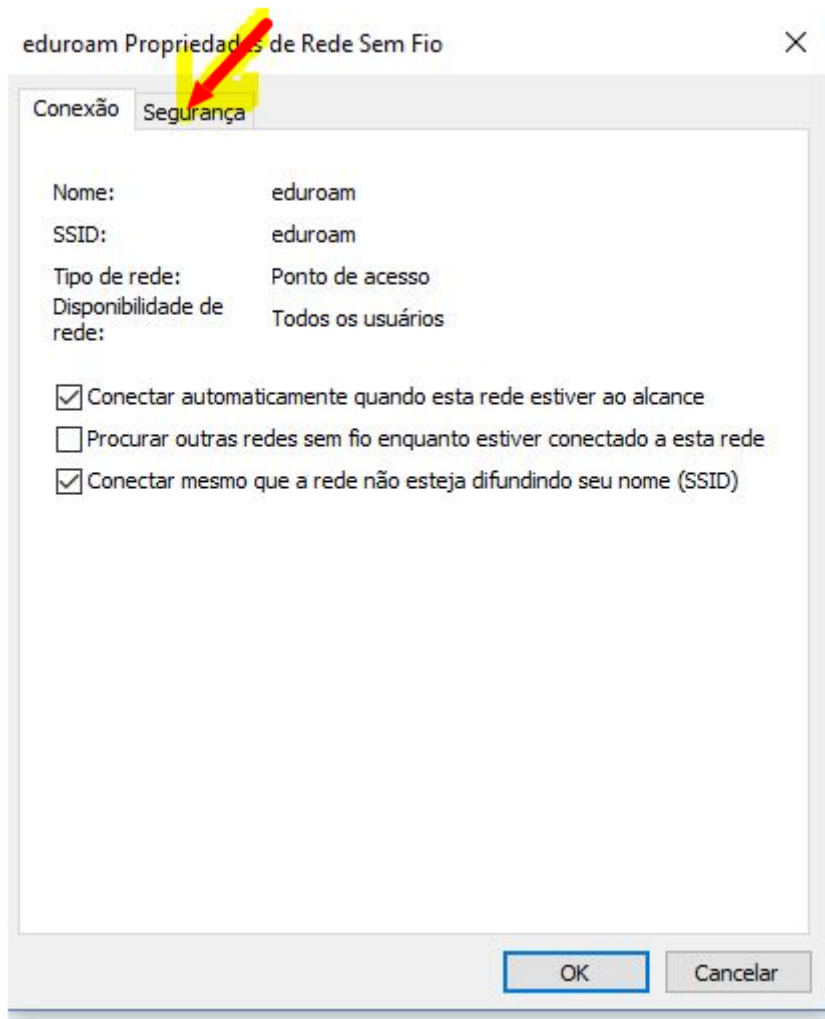 eduroam Propriedades de Rede Sem Fio
Conexão Segurança
Nome: eduroam
SSID: eduroam
Tipo de rede: Ponto de acesso
Disponibilidade de
rede: Todos os usuários
Conectar automaticamente quando esta rede estiver ao alcance
Procurar outras redes sem fio enquanto estiver conectado a esta rede
Conectar mesmo que a rede não esteja difundindo seu nome (SSID)
OK Cancelar